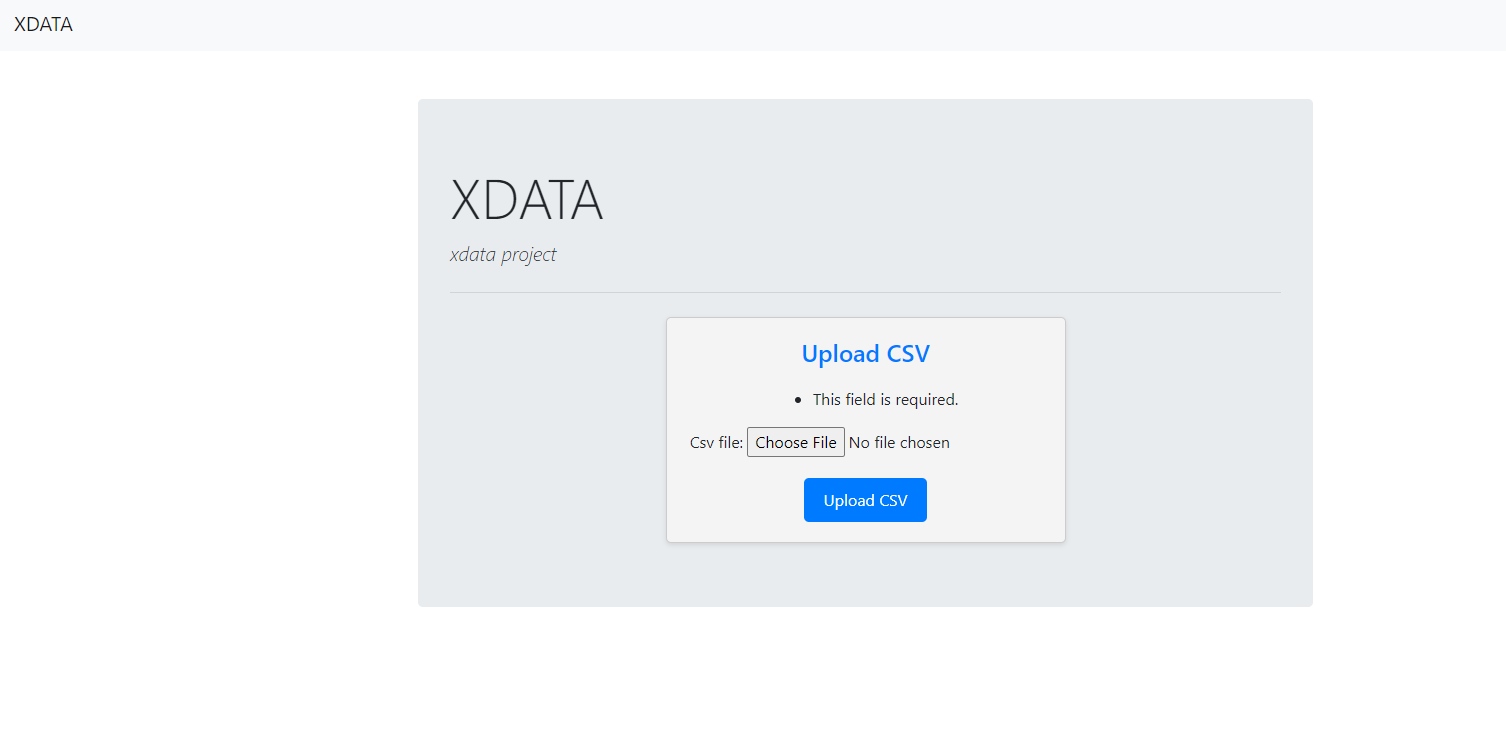 XDATA
XDATA
xdata project
Upload CSV
This field is required.
Csv file: Choose File No file chosen
Upload CSV